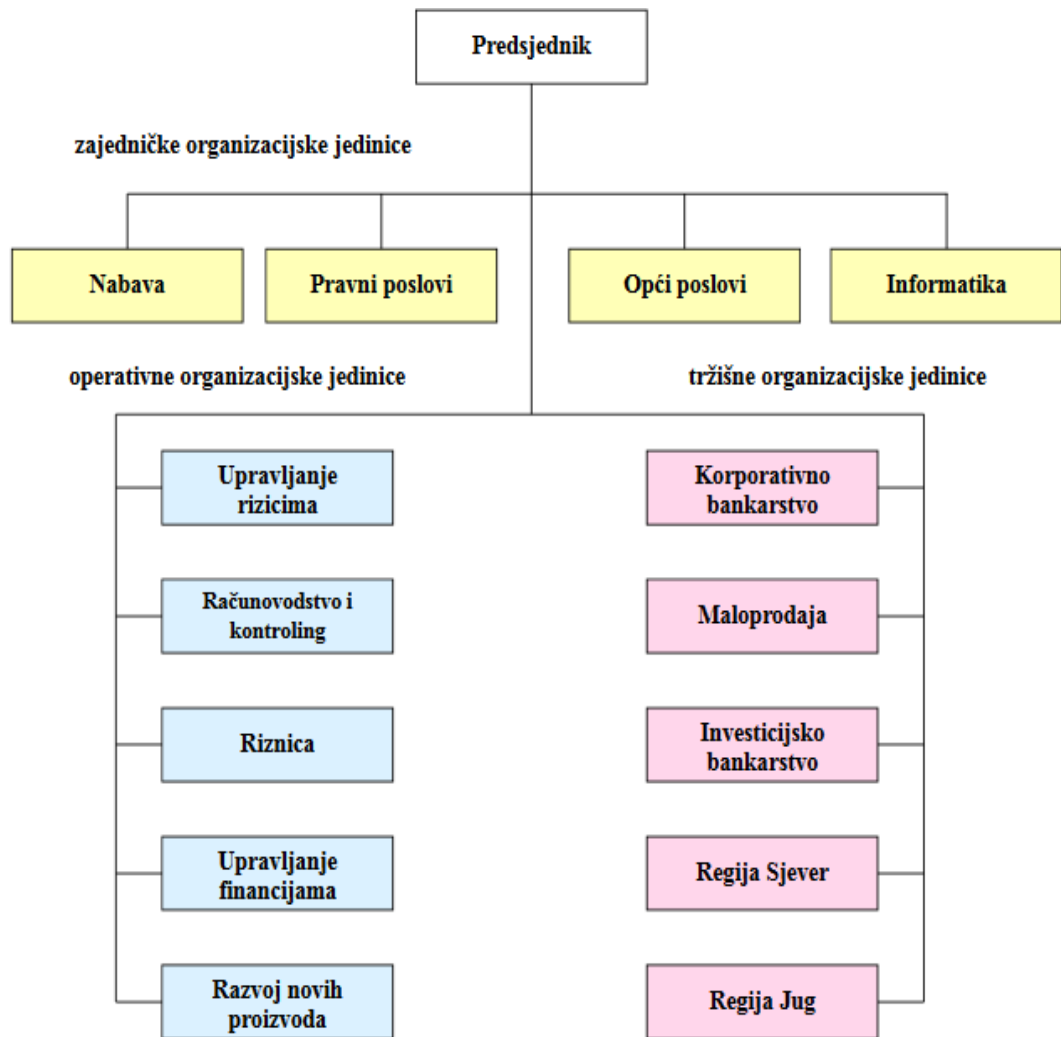 Predsjednik
zajedničke organizacijske jedinice
Nabava
Pravni poslovi
Opći poslovi
Informatika
operativne organizacijske jedinice
tržišne organizacijske jedinice
Upravljanje
rizicima
Računovodstvo i
kontroling
Riznica
Upravljanje
financijama
Razvoj novih
proizvoda
Korporativno
bankarstvo
Maloprodaja
Investicijsko
bankarstvo
Regija Sjever
Regija Jug